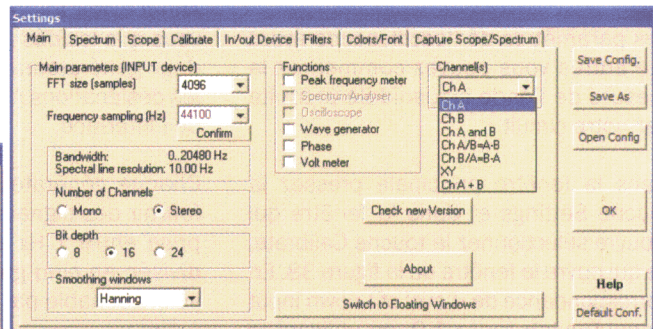 Settings
Main Spectrum Scope Calibrate In/out Device Filters Colors/Font Capture Scope/Spectrum
Main parameters (INPUT device)
FFT size (samples) 4096
Frequency sampling (Hz) 44100
Confirm
Bandwidth: 0..20480 Hz
Spectral line resolution: 10.00 Hz
Number of Channels
Mono Stereo
Bit depth
8 16 24
Smoothing windows
Hanning
Functions
Peak frequency meter
Spectrum Analyser
Oscilloscope
Wave generator
Phase
Volt meter
Channel(s)
Ch A
Ch A
Ch B
Ch A and B
Ch A/B=A-B
Ch B/A=B-A
XY
Ch A + B
Check new Version
About
Switch to Floating Windows
Save Config.
Save As
Open Config
OK
Help
Default Conf.